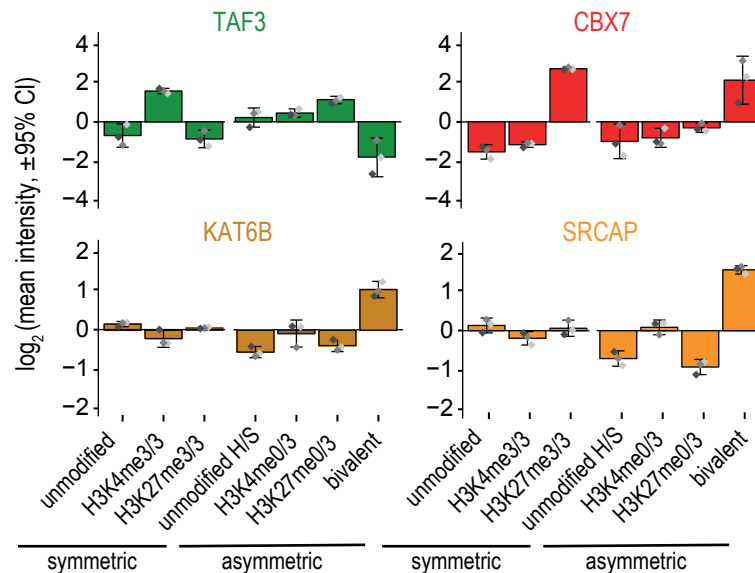 TAF3
CBX7
log2 (mean intensity, ±95% CI)
4
2
0
−2
−4
4
2
0
−2
−4
KAT6B
SRCAP
2
1
0
−1
−2
2
1
0
−1
−2
unmodified
H3K4me3/3
H3K27me3/3
unmodified H/S
H3K4me0/3
H3K27me0/3
bivalent
unmodified
H3K4me3/3
H3K27me3/3
unmodified H/S
H3K4me0/3
H3K27me0/3
bivalent
symmetric
asymmetric
symmetric
asymmetric